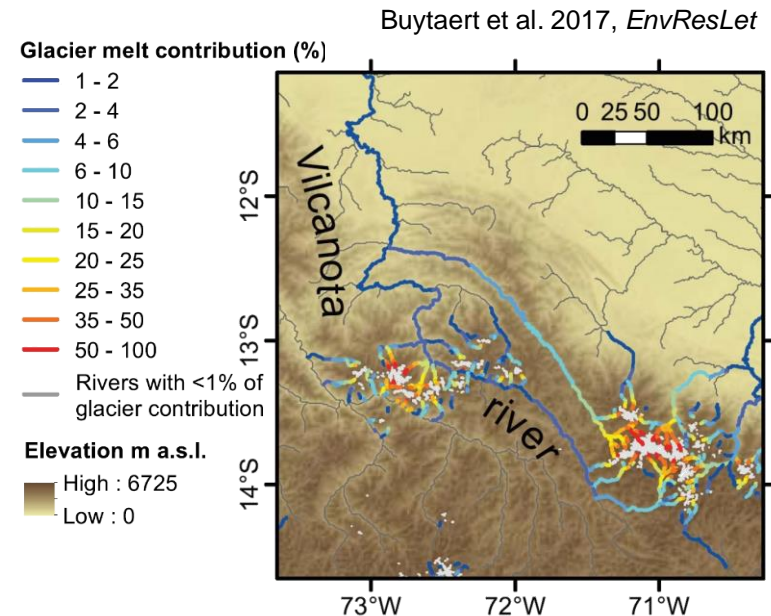 Buytaert et al. 2017, EnvResLet
Glacier melt contribution (%)
1 - 2
2 - 4
4 - 6
6 - 10
10 - 15
15 - 20
20 - 25
25 - 35
35 - 50
50 - 100
Rivers with <1% of
glacier contribution
Elevation m a.s.l.
High : 6725
Low : 0
0 25 50 100
km
Vilcanota
river
12°S
13°S
14°S
73°W 72°W 71°W